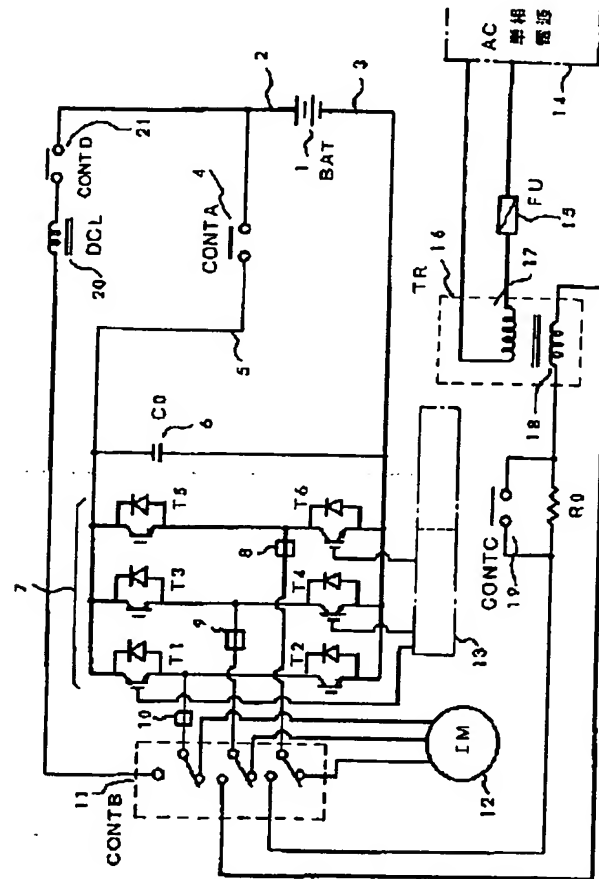 7
T1
T3
T5
T2
T4
T6
8
9
10
11
CONTB
12
IM
13
C0
6
5
CONTA
4
DCL
20
CONTD
21
2
1
BAT
3
CONTC
19
R0
18
TR
16
17
FU
15
AC
単相
電源
14